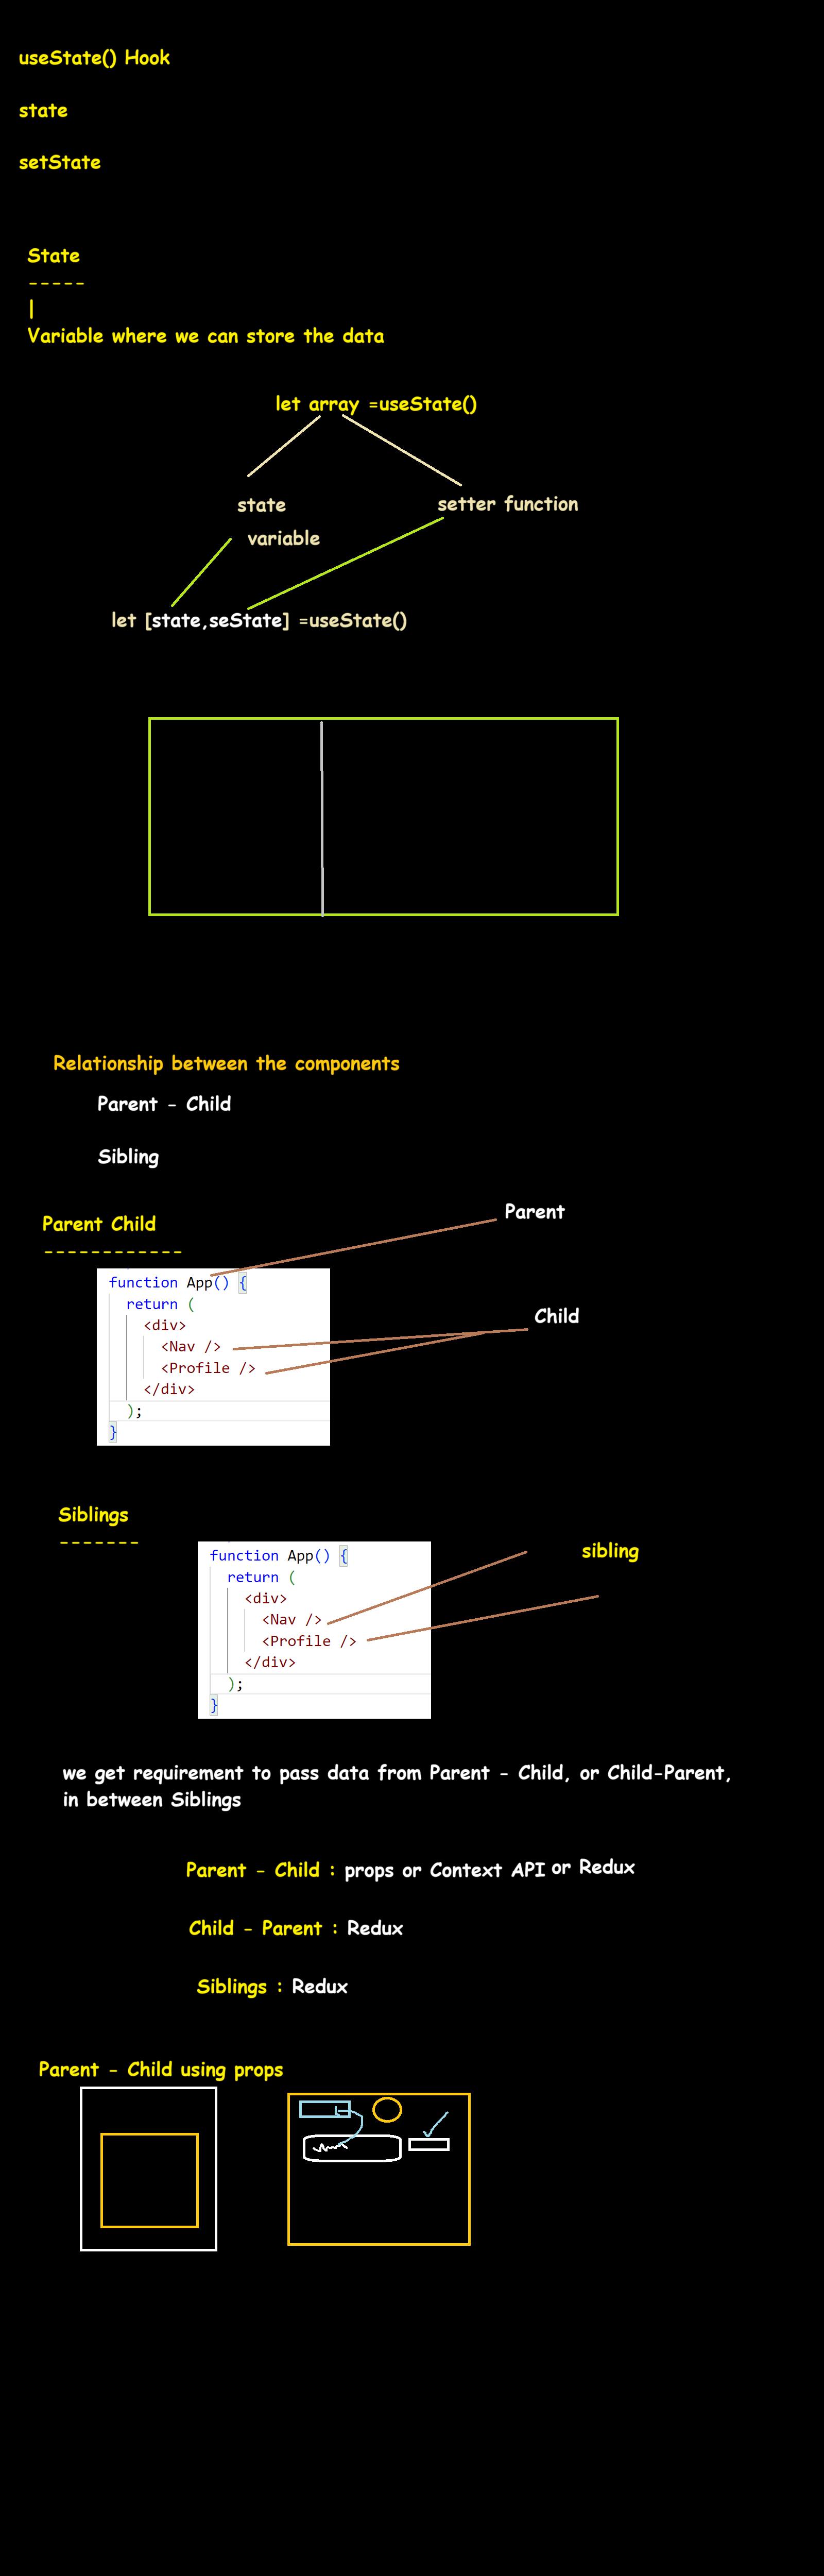 useState() Hook
state
setState
State
-----
|
Variable where we can store the data
let array =useState()
state
setter function
variable
let [state,seState] =useState()
Relationship between the components
Parent - Child
Sibling
Parent
Parent Child
------------
function App() {
return (
Child
<div>
<Nav />
<Profile />
</div>
);
}
Siblings
-------
sibling
function App() {
return (
<div>
<Nav />
<Profile />
</div>
);
}
we get requirement to pass data from Parent - Child, or Child-Parent,
in between Siblings
Parent - Child : props or Context API or Redux
Child - Parent : Redux
Siblings : Redux
Parent - Child using props